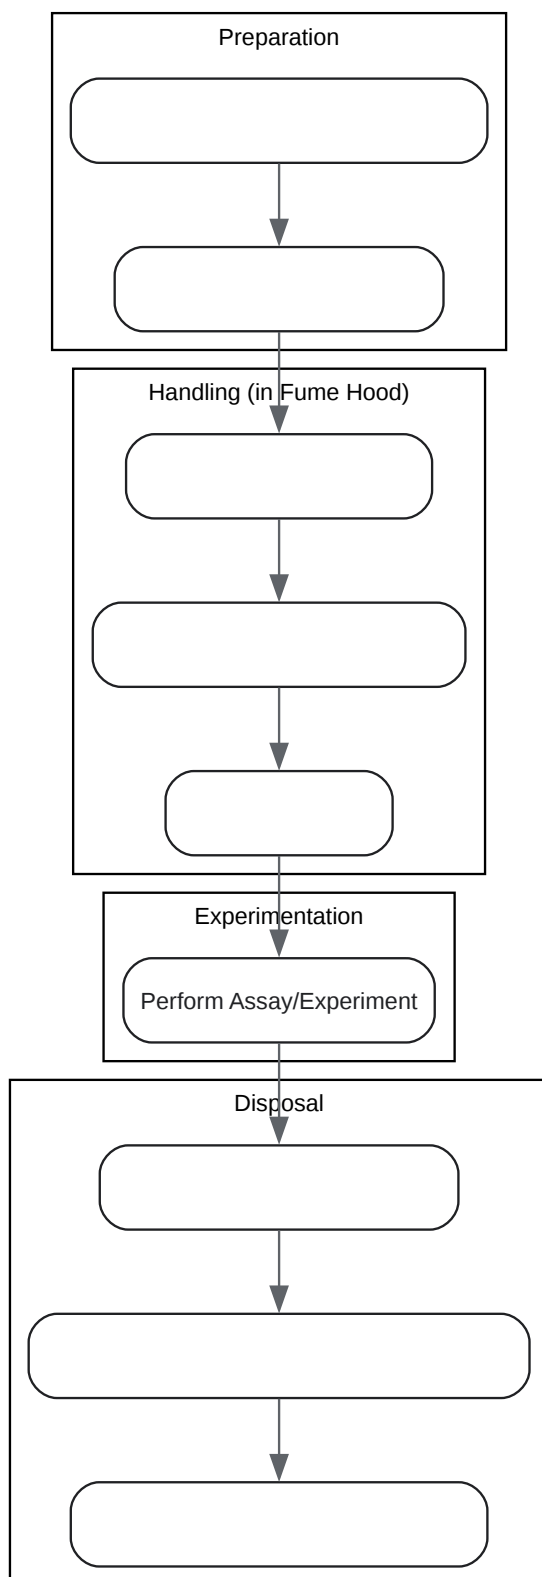 Preparation
Handling (in Fume Hood)
Experimentation
Perform Assay/Experiment
Disposal